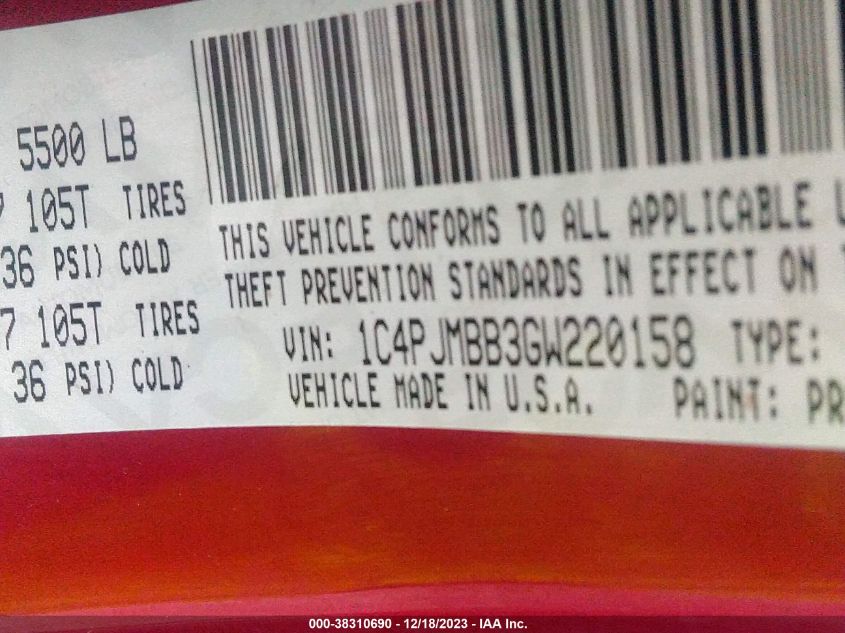 5500 LB
7 105T TIRES
36 PSI) COLD
7 105T TIRES
36 PSI) COLD
THIS VEHICLE CONFORMS TO ALL APPLICABLE
THEFT PREVENTION STANDARDS IN EFFECT ON
VIN: 1C4PJMBB3GW220158 TYPE:
VEHICLE MADE IN U.S.A. PAINT: PR
000-38310690 - 12/18/2023 - IAA Inc.